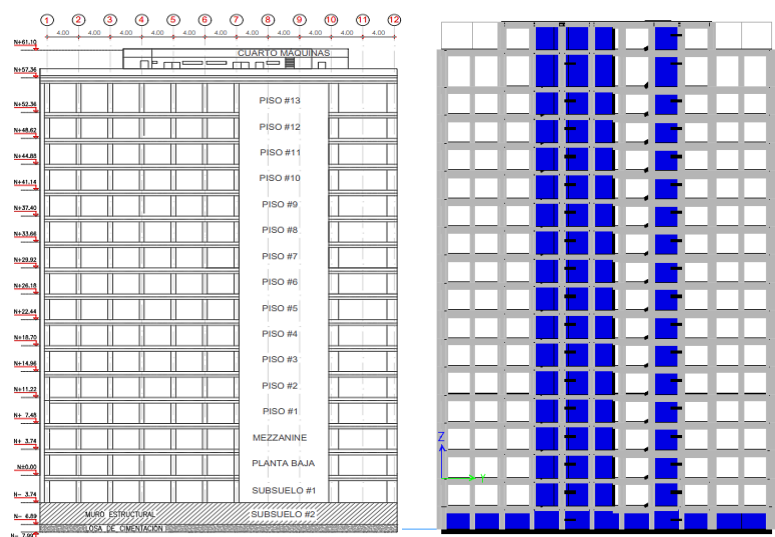 1 2 3 4 5 6 7 8 9 10 11 12
4.00 4.00 4.00 4.00 4.00 4.00 4.00 4.00 4.00 4.00 4.00
N+61.10
CUARTO MAQUINAS
N+57.36
PISO #13
N+52.36
PISO #12
N+48.62
PISO #11
N+44.88
PISO #10
N+41.14
PISO #9
N+37.40
PISO #8
N+33.66
PISO #7
N+29.92
PISO #6
N+26.18
PISO #5
N+22.44
PISO #4
N+18.70
PISO #3
N+14.96
PISO #2
N+11.22
PISO #1
N+ 7.48
MEZZANINE
N+ 3.74
PLANTA BAJA
N±0.00
SUBSUELO #1
N- 3.74
MURO ESTRUCTURAL
SUBSUELO #2
N- 6.89
LOSA DE CIMENTACIÓN
N- 7.99
Z
Y